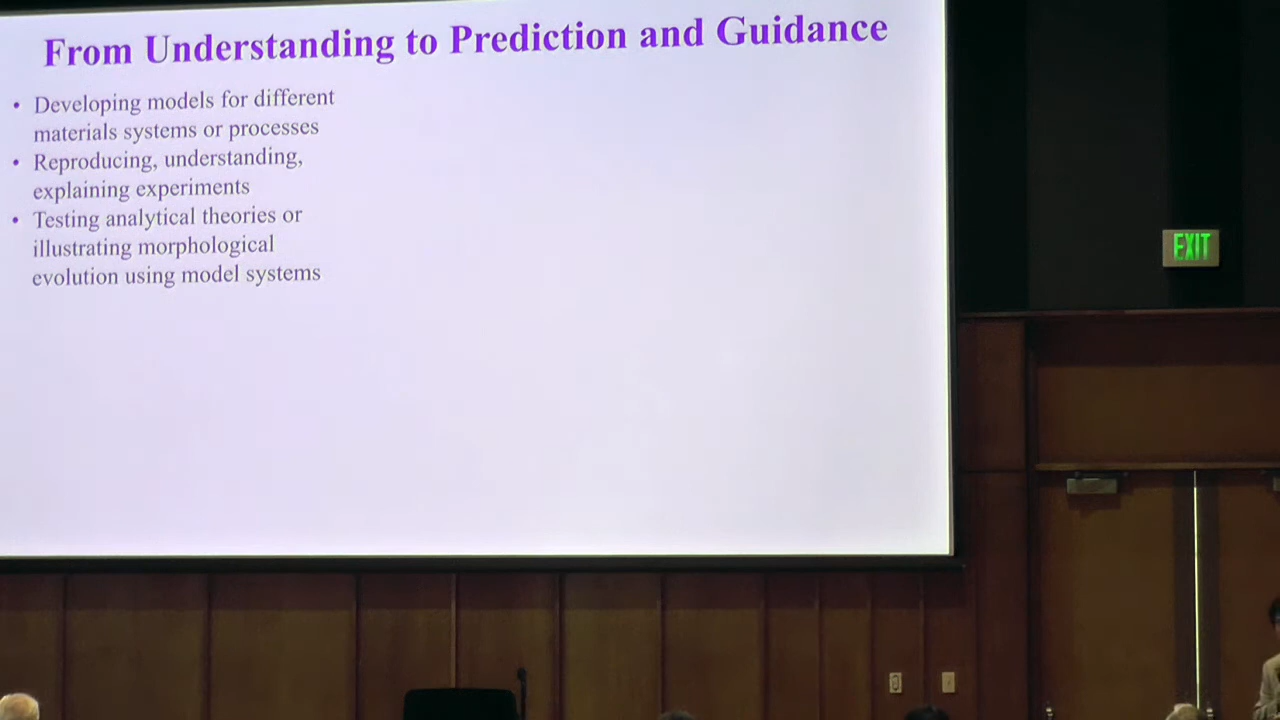 From Understanding to Prediction and Guidance
• Developing models for different
materials systems or processes
• Reproducing, understanding,
explaining experiments
• Testing analytical theories or
illustrating morphological
evolution using model systems
EXIT